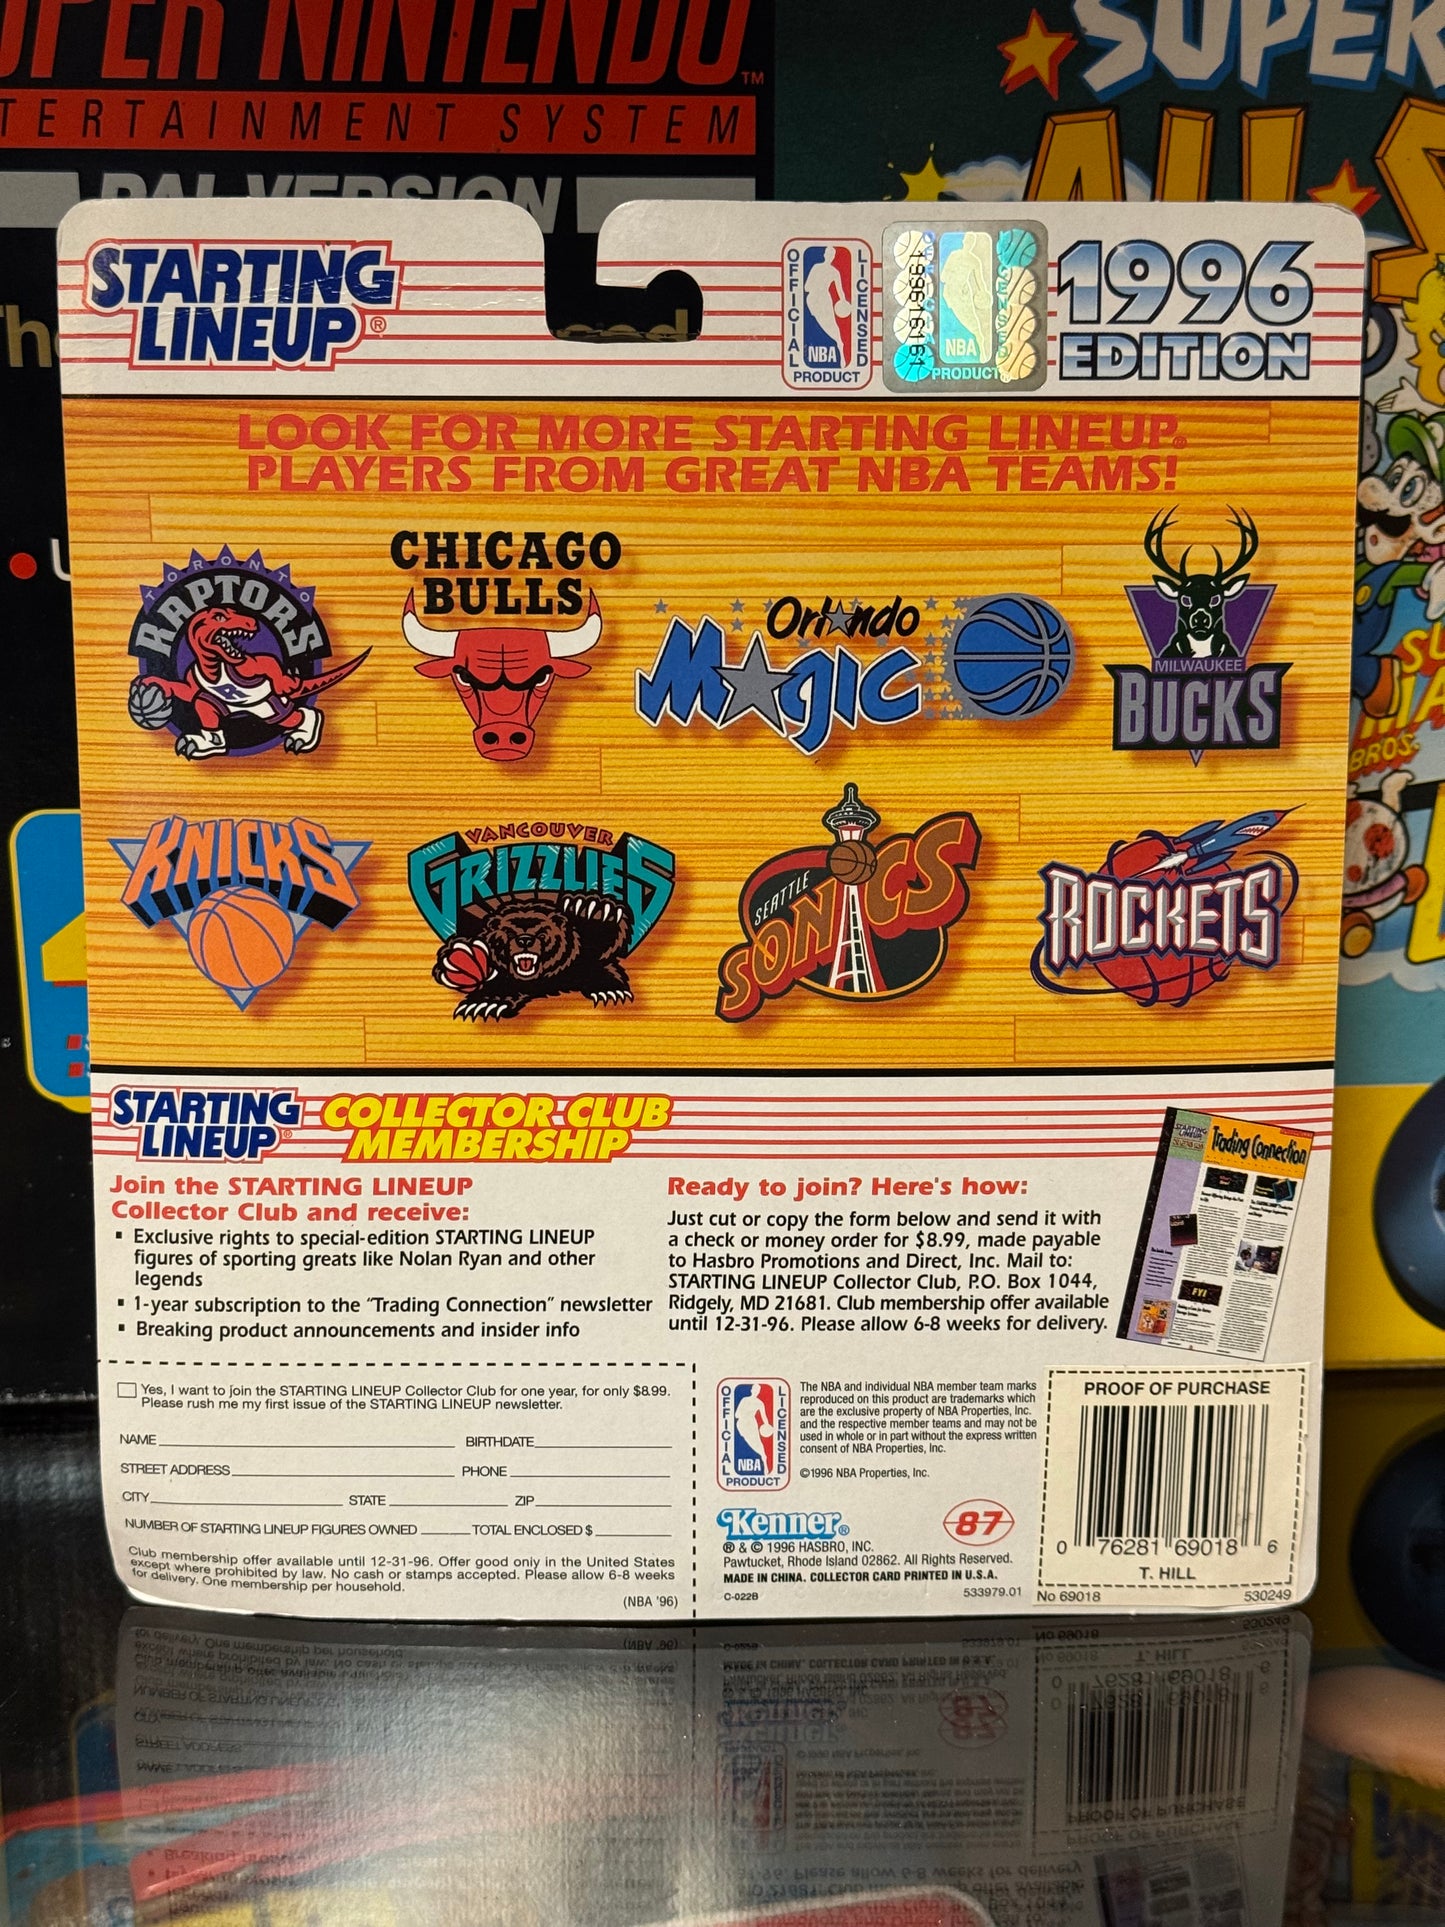 SUPER NINTENDO
TM
ENTERTAINMENT SYSTEM
PAL VERSION
SUPER
STARTING
LINEUP®
OFFICIAL
LICENSED
NBA
PRODUCT
NBA
PRODUCT
1996
EDITION
LOOK FOR MORE STARTING LINEUP®
PLAYERS FROM GREAT NBA TEAMS!
TORONTO
RAPTORS
CHICAGO
BULLS
Orlando
Magic
MILWAUKEE
BUCKS
KNICKS
VANCOUVER
GRIZZLIES
SEATTLE
SONICS
ROCKETS
BROS.
STARTING
LINEUP®
COLLECTOR CLUB
MEMBERSHIP
Join the STARTING LINEUP
Collector Club and receive:
▪ Exclusive rights to special-edition STARTING LINEUP
figures of sporting greats like Nolan Ryan and other
legends
▪ 1-year subscription to the "Trading Connection" newsletter
▪ Breaking product announcements and insider info
Ready to join? Here's how:
Just cut or copy the form below and send it with
a check or money order for $8.99, made payable
to Hasbro Promotions and Direct, Inc. Mail to:
STARTING LINEUP Collector Club, P.O. Box 1044,
Ridgely, MD 21681. Club membership offer available
until 12-31-96. Please allow 6-8 weeks for delivery.
STARTING
LINEUP
Trading Connection
FYI
Yes, I want to join the STARTING LINEUP Collector Club for one year, for only $8.99.
Please rush me my first issue of the STARTING LINEUP newsletter.
NAME BIRTHDATE
STREET ADDRESS PHONE
CITY STATE ZIP
NUMBER OF STARTING LINEUP FIGURES OWNED TOTAL ENCLOSED $
Club membership offer available until 12-31-96. Offer good only in the United States
except where prohibited by law. No cash or stamps accepted. Please allow 6-8 weeks
for delivery. One membership per household.
(NBA '96)
OFFICIAL
LICENSED
NBA
PRODUCT
The NBA and individual NBA member team marks
reproduced on this product are trademarks which
are the exclusive property of NBA Properties, Inc.
and the respective member teams and may not be
used in whole or in part without the express written
consent of NBA Properties, Inc.
©1996 NBA Properties, Inc.
Kenner®
87
® & © 1996 HASBRO, INC.
Pawtucket, Rhode Island 02862. All Rights Reserved.
MADE IN CHINA. COLLECTOR CARD PRINTED IN U.S.A.
C-022B 533979.01
PROOF OF PURCHASE
0 76281 69018 6
T. HILL
No 69018 530249